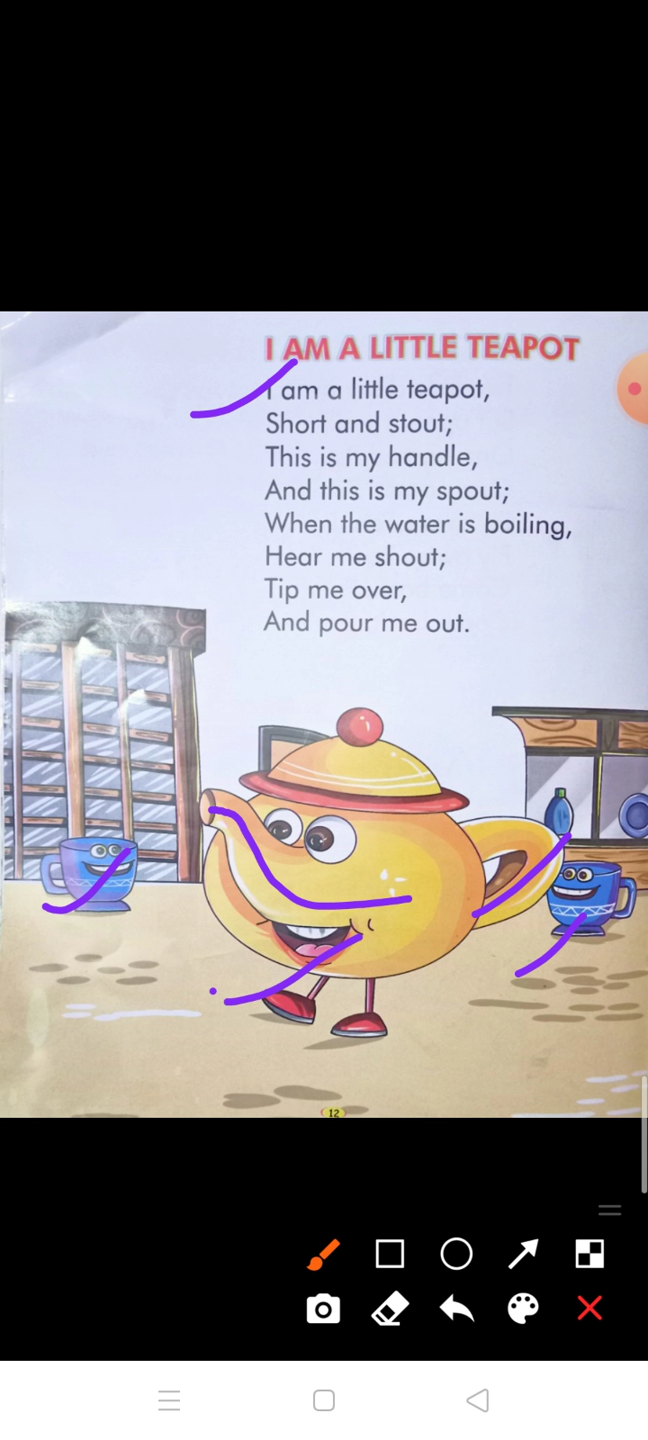 I AM A LITTLE TEAPOT
I am a little teapot,
Short and stout;
This is my handle,
And this is my spout;
When the water is boiling,
Hear me shout;
Tip me over,
And pour me out.
12